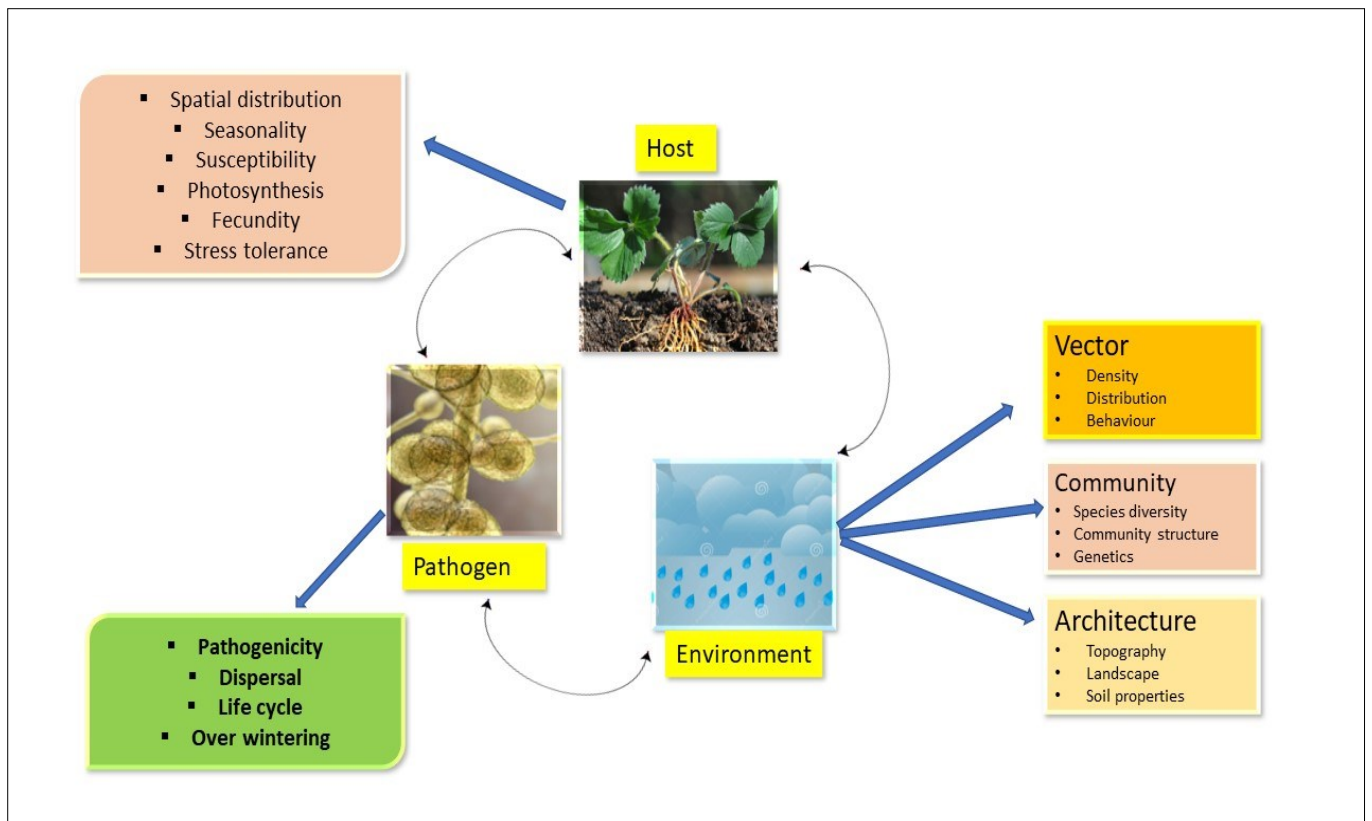 ▪ Spatial distribution
▪ Seasonality
▪ Susceptibility
▪ Photosynthesis
▪ Fecundity
▪ Stress tolerance
Host
Pathogen
▪ Pathogenicity
▪ Dispersal
▪ Life cycle
▪ Over wintering
Environment
Vector
• Density
• Distribution
• Behaviour
Community
• Species diversity
• Community structure
• Genetics
Architecture
• Topography
• Landscape
• Soil properties